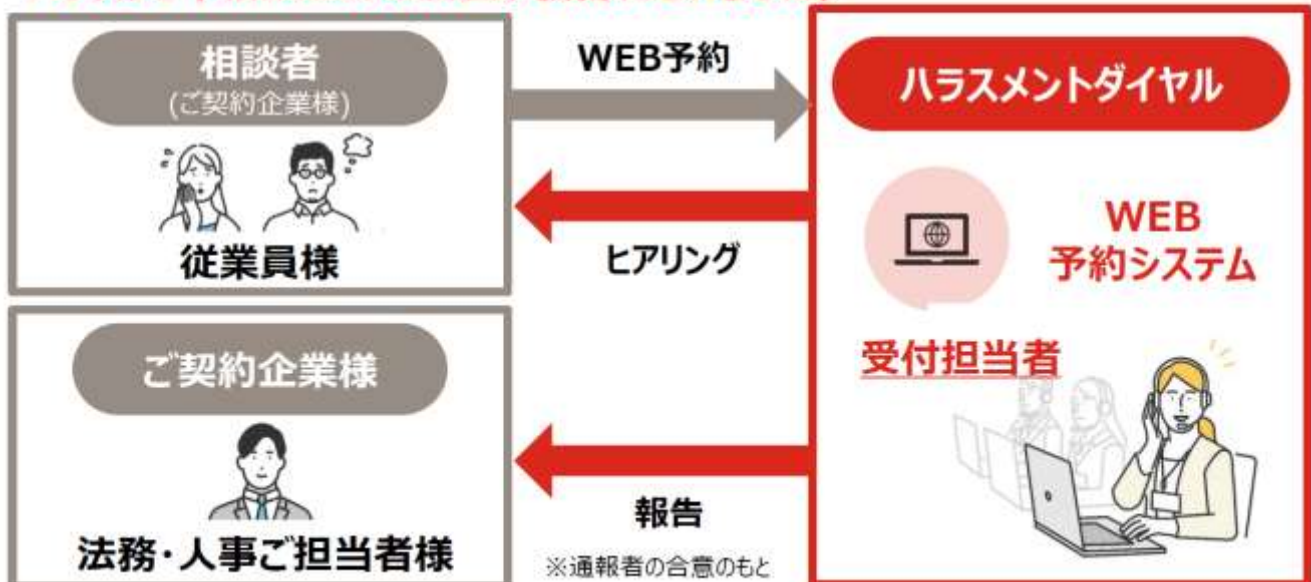 相談者
(ご契約企業様)
従業員様
WEB予約
ヒアリング
ハラスメントダイヤル
WEB
予約システム
受付担当者
ご契約企業様
法務・人事ご担当者様
報告
※通報者の合意のもと